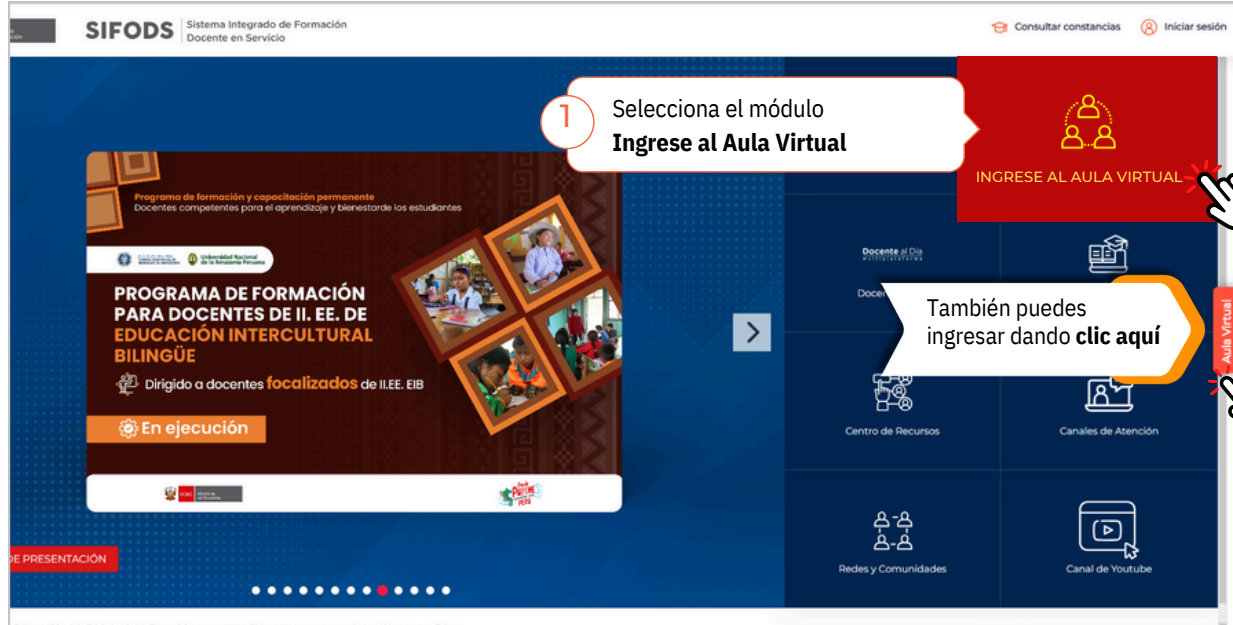 SIFODS
Sistema Integrado de Formación
Docente en Servicio
Consultar constancias
Iniciar sesión
1
Selecciona el módulo
Ingrese al Aula Virtual
INGRESE AL AULA VIRTUAL
Programa de formación y capacitación permanente
Docentes competentes para el aprendizaje y bienestarde los estudiantes
Universidad Nacional
de la Amazonía Peruana
PROGRAMA DE FORMACIÓN
PARA DOCENTES DE II. EE. DE
EDUCACIÓN INTERCULTURAL
BILINGÜE
Dirigido a docentes focalizados de II.EE. EIB
En ejecución
PERÚ
DE PRESENTACIÓN
Docente al Día
También puedes
ingresar dando clic aquí
Aula Virtual
Centro de Recursos
Canales de Atención
Redes y Comunidades
Canal de Youtube